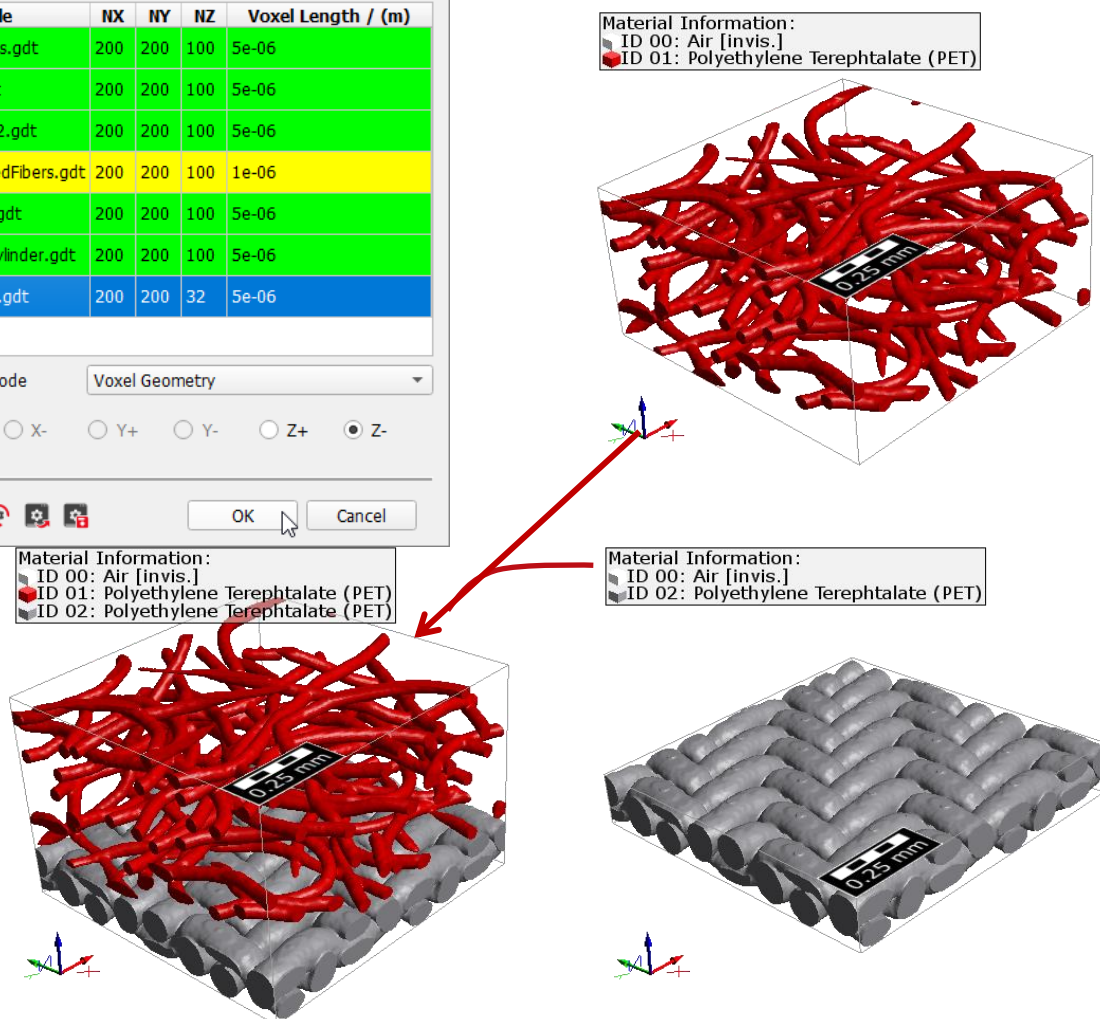 le NX NY NZ Voxel Length / (m)
s.gdt 200 200 100 5e-06
200 200 100 5e-06
2.gdt 200 200 100 5e-06
dFibers.gdt 200 200 100 1e-06
gdt 200 200 100 5e-06
ylinder.gdt 200 200 100 5e-06
.gdt 200 200 32 5e-06
ode Voxel Geometry
X- Y+ Y- Z+ Z-
OK Cancel
Material Information:
ID 00: Air [invis.]
ID 01: Polyethylene Terephtalate (PET)
0.25 mm
Material Information:
ID 00: Air [invis.]
ID 01: Polyethylene Terephtalate (PET)
ID 02: Polyethylene Terephtalate (PET)
0.25 mm
Material Information:
ID 00: Air [invis.]
ID 02: Polyethylene Terephtalate (PET)
0.25 mm